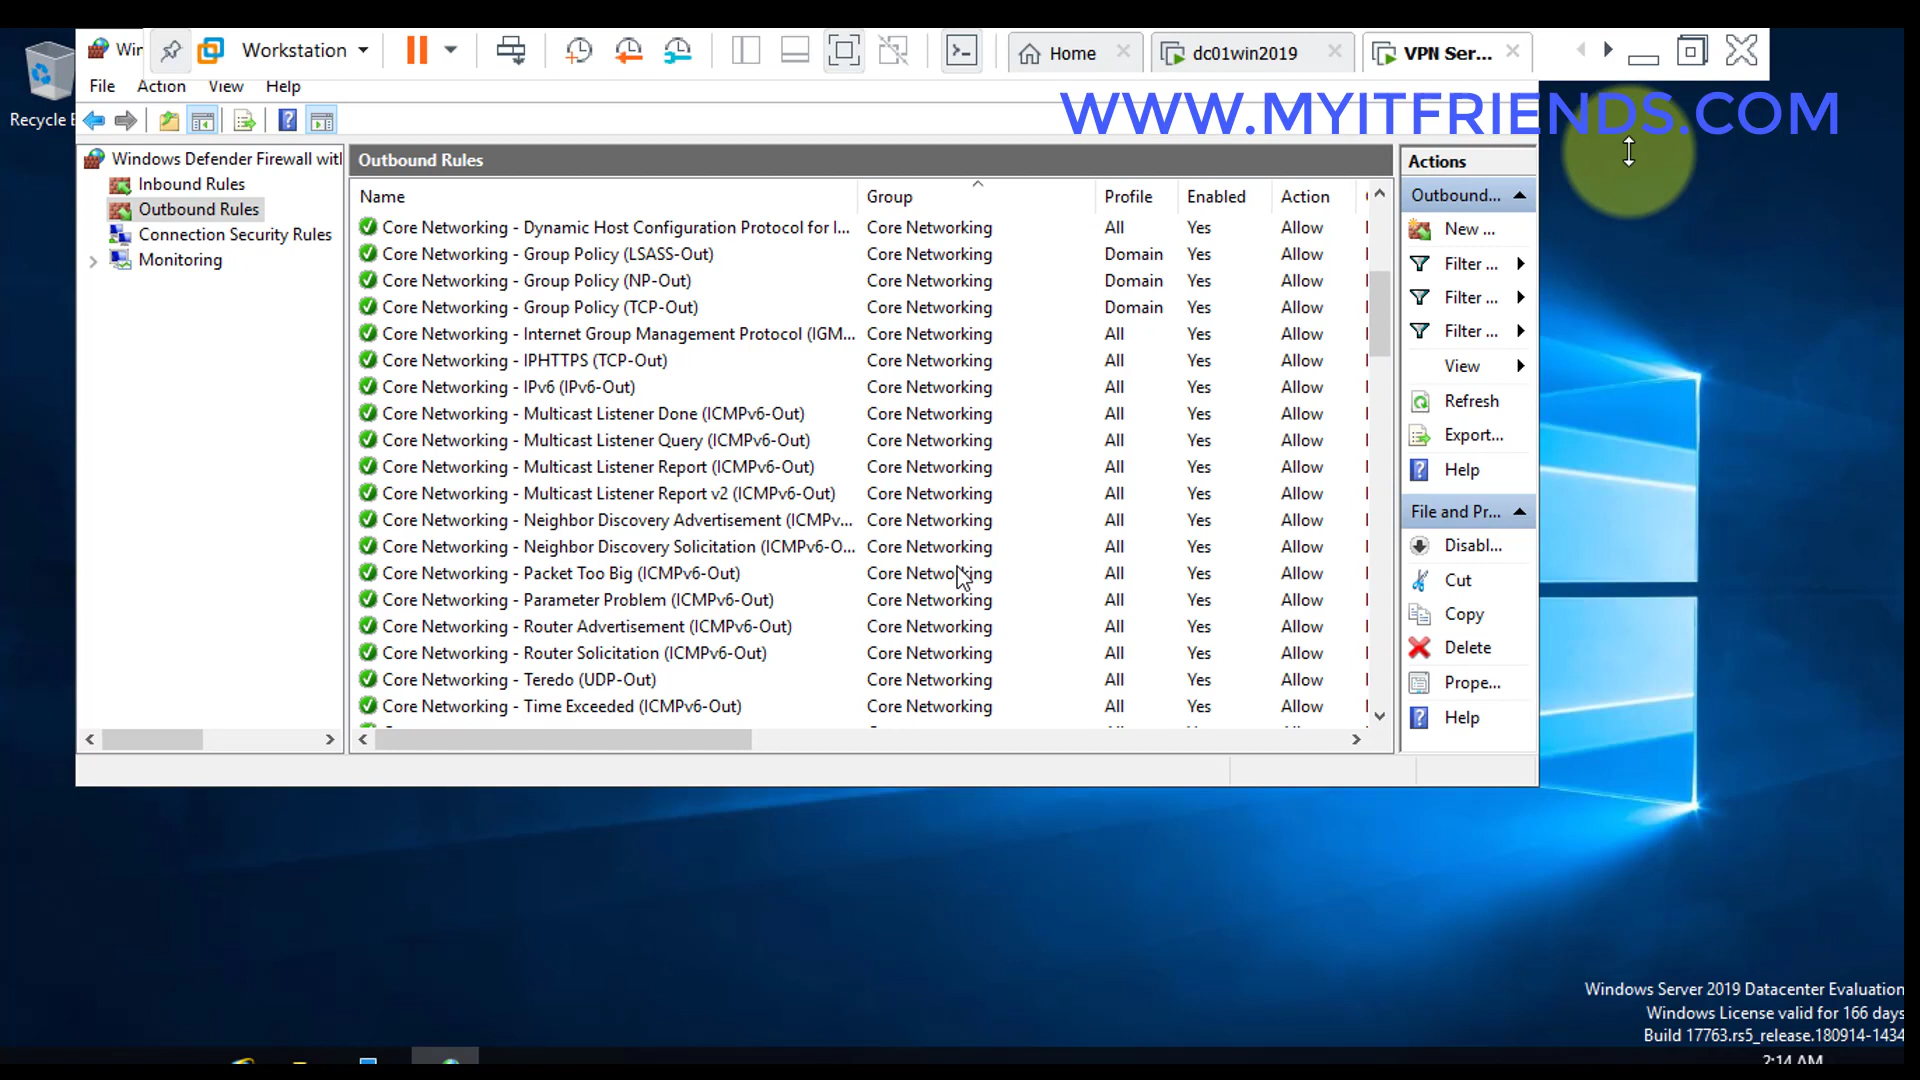 Win
Workstation
Home
dc01win2019
VPN Ser...
Recycle B
File Action View Help
WWW.MYITFRIENDS.COM
Windows Defender Firewall witl
Inbound Rules
Outbound Rules
Connection Security Rules
Monitoring
Outbound Rules
Name Group Profile Enabled Action
Core Networking - Dynamic Host Configuration Protocol for I... Core Networking All Yes Allow
Core Networking - Group Policy (LSASS-Out) Core Networking Domain Yes Allow
Core Networking - Group Policy (NP-Out) Core Networking Domain Yes Allow
Core Networking - Group Policy (TCP-Out) Core Networking Domain Yes Allow
Core Networking - Internet Group Management Protocol (IGM... Core Networking All Yes Allow
Core Networking - IPHTTPS (TCP-Out) Core Networking All Yes Allow
Core Networking - IPv6 (IPv6-Out) Core Networking All Yes Allow
Core Networking - Multicast Listener Done (ICMPv6-Out) Core Networking All Yes Allow
Core Networking - Multicast Listener Query (ICMPv6-Out) Core Networking All Yes Allow
Core Networking - Multicast Listener Report (ICMPv6-Out) Core Networking All Yes Allow
Core Networking - Multicast Listener Report v2 (ICMPv6-Out) Core Networking All Yes Allow
Core Networking - Neighbor Discovery Advertisement (ICMPv... Core Networking All Yes Allow
Core Networking - Neighbor Discovery Solicitation (ICMPv6-O... Core Networking All Yes Allow
Core Networking - Packet Too Big (ICMPv6-Out) Core Networking All Yes Allow
Core Networking - Parameter Problem (ICMPv6-Out) Core Networking All Yes Allow
Core Networking - Router Advertisement (ICMPv6-Out) Core Networking All Yes Allow
Core Networking - Router Solicitation (ICMPv6-Out) Core Networking All Yes Allow
Core Networking - Teredo (UDP-Out) Core Networking All Yes Allow
Core Networking - Time Exceeded (ICMPv6-Out) Core Networking All Yes Allow
Actions
Outbound...
New ...
Filter ...
Filter ...
Filter ...
View
Refresh
Export...
Help
File and Pr...
Disabl...
Cut
Copy
Delete
Prope...
Help
Windows Server 2019 Datacenter Evaluation
Windows License valid for 166 days
Build 17763.rs5_release.180914-1434
2:14 AM